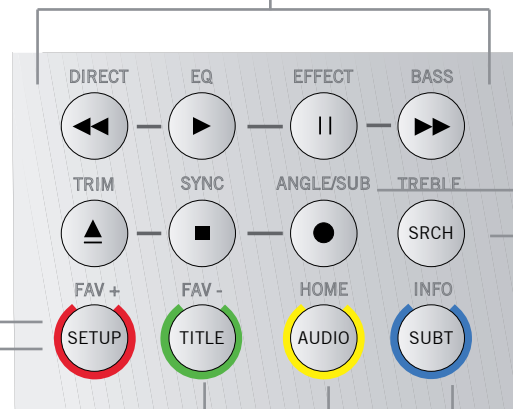 DIRECT EQ EFFECT BASS
TRIM SYNC ANGLE/SUB TREBLE
SRCH
FAV + FAV - HOME INFO
SETUP TITLE AUDIO SUBT